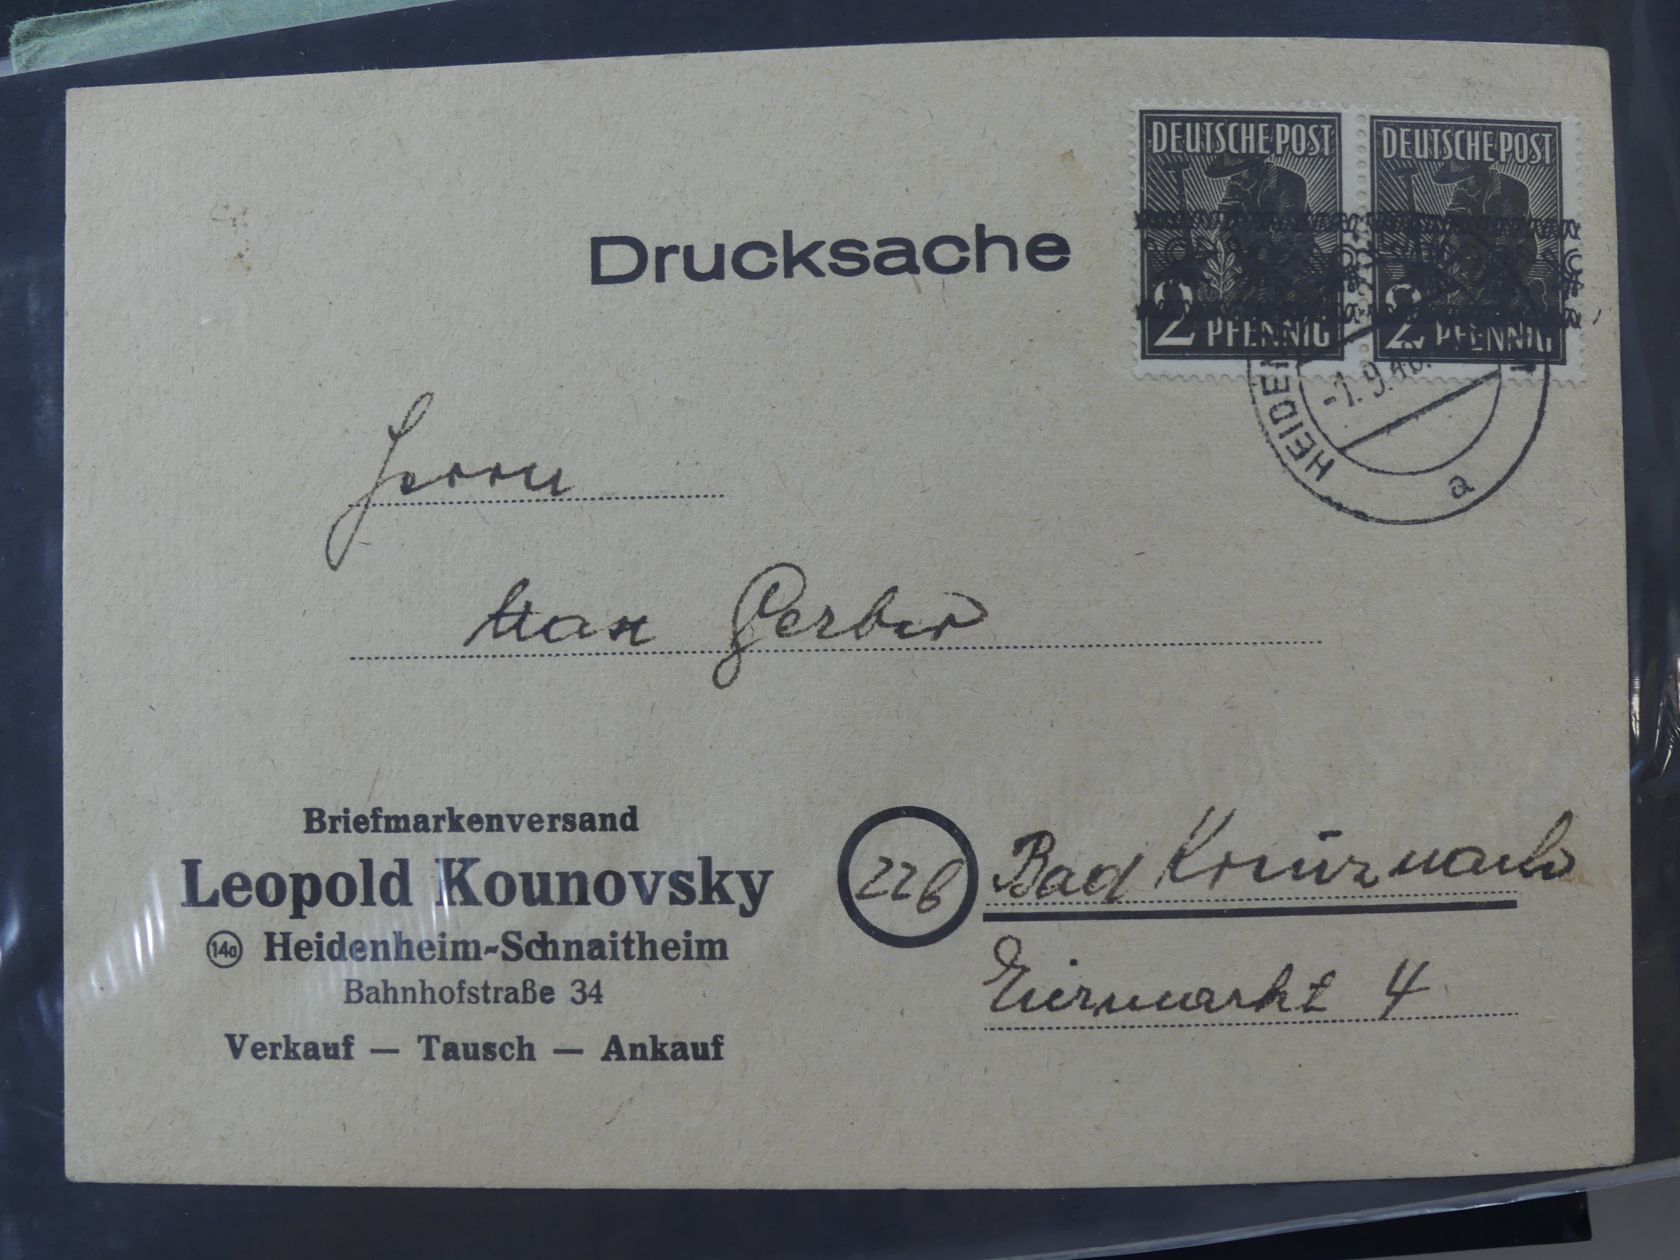 DEUTSCHE POST DEUTSCHE POST
2 PFENNIG 2 PFENNIG
Drucksache
-1.9.48
a
Herrn
Max Gerber
Briefmarkenversand
Leopold Kounovsky
14a Heidenheim-Schnaitheim
Bahnhofstraße 34
Verkauf — Tausch — Ankauf
22b Bad Kreuznach
Eiermarkt 4